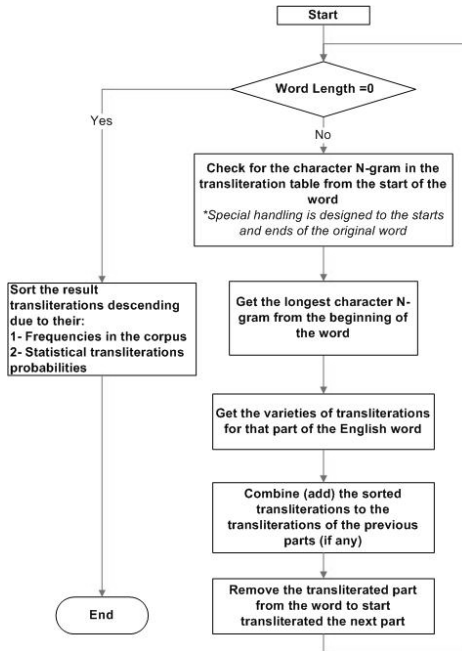 Start
Word Length =0
Yes
No
Check for the character N-gram in the
transliteration table from the start of the
word
*Special handling is designed to the starts
and ends of the original word
Sort the result
transliterations descending
due to their:
1- Frequencies in the corpus
2- Statistical transliterations
probabilities
Get the longest character N-
gram from the beginning of
the word
Get the varieties of transliterations
for that part of the English word
Combine (add) the sorted
transliterations to the
transliterations of the previous
parts (if any)
Remove the transliterated part
from the word to start
transliterated the next part
End